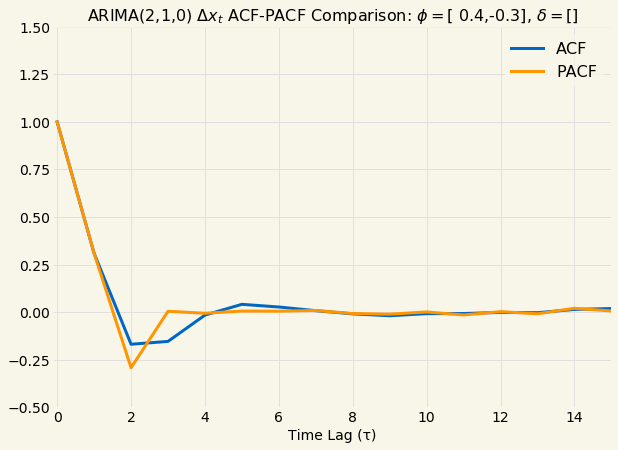 ARIMA(2,1,0) Δxₜ ACF-PACF Comparison: ϕ = [ 0.4,-0.3], δ = []
1.50
1.25
1.00
0.75
0.50
0.25
0.00
−0.25
−0.50
ACF
PACF
0 2 4 6 8 10 12 14
Time Lag (τ)